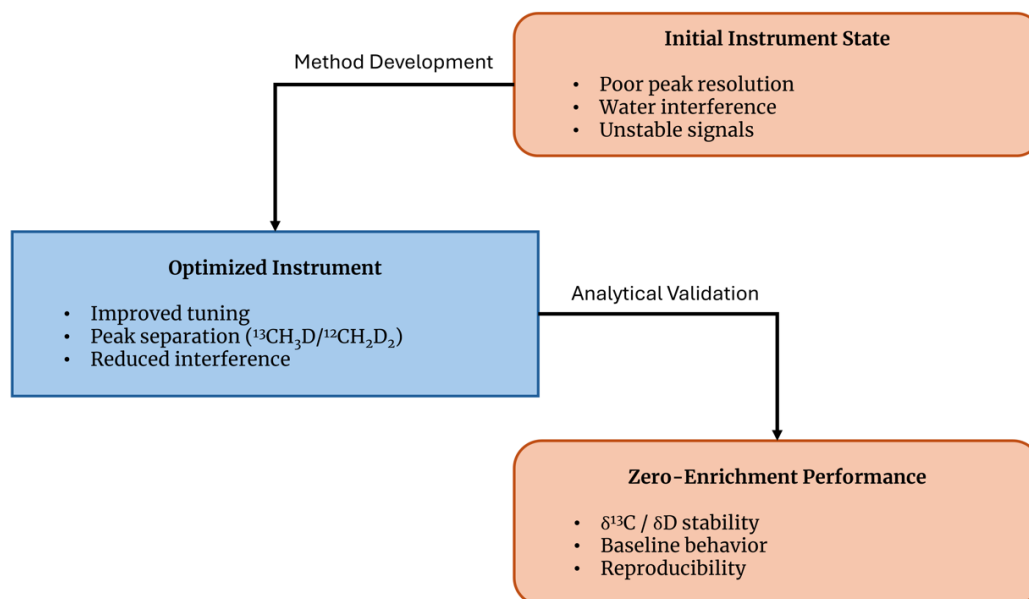 Initial Instrument State
Method Development
• Poor peak resolution
• Water interference
• Unstable signals
Optimized Instrument
• Improved tuning
• Peak separation (¹³CH₃D/¹²CH₂D₂)
• Reduced interference
Analytical Validation
Zero-Enrichment Performance
• δ¹³C / δD stability
• Baseline behavior
• Reproducibility